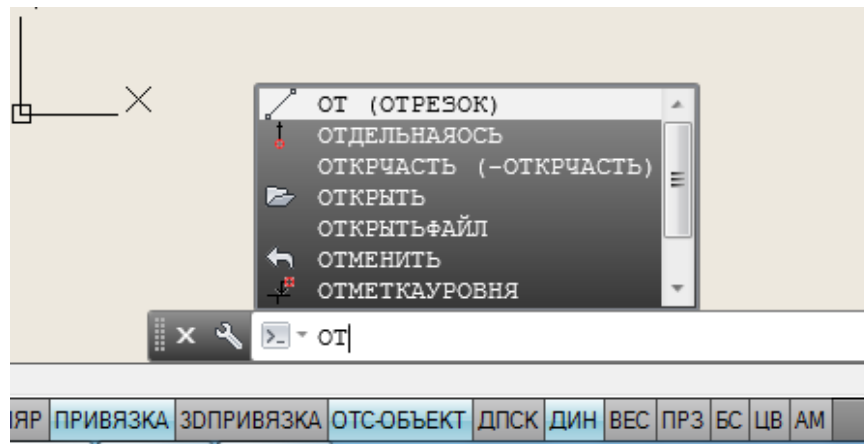 ОТ (ОТРЕЗОК)
ОТДЕЛЬНАЯОСЬ
ОТКРЧАСТЬ (-ОТКРЧАСТЬ)
ОТКРЫТЬ
ОТКРЫТЬФАЙЛ
ОТМЕНИТЬ
ОТМЕТКАУРОВНЯ
ОТ
ЯР ПРИВЯЗКА 3DПРИВЯЗКА ОТС-ОБЪЕКТ ДПСК ДИН ВЕС ПРЗ БС ЦВ АМ